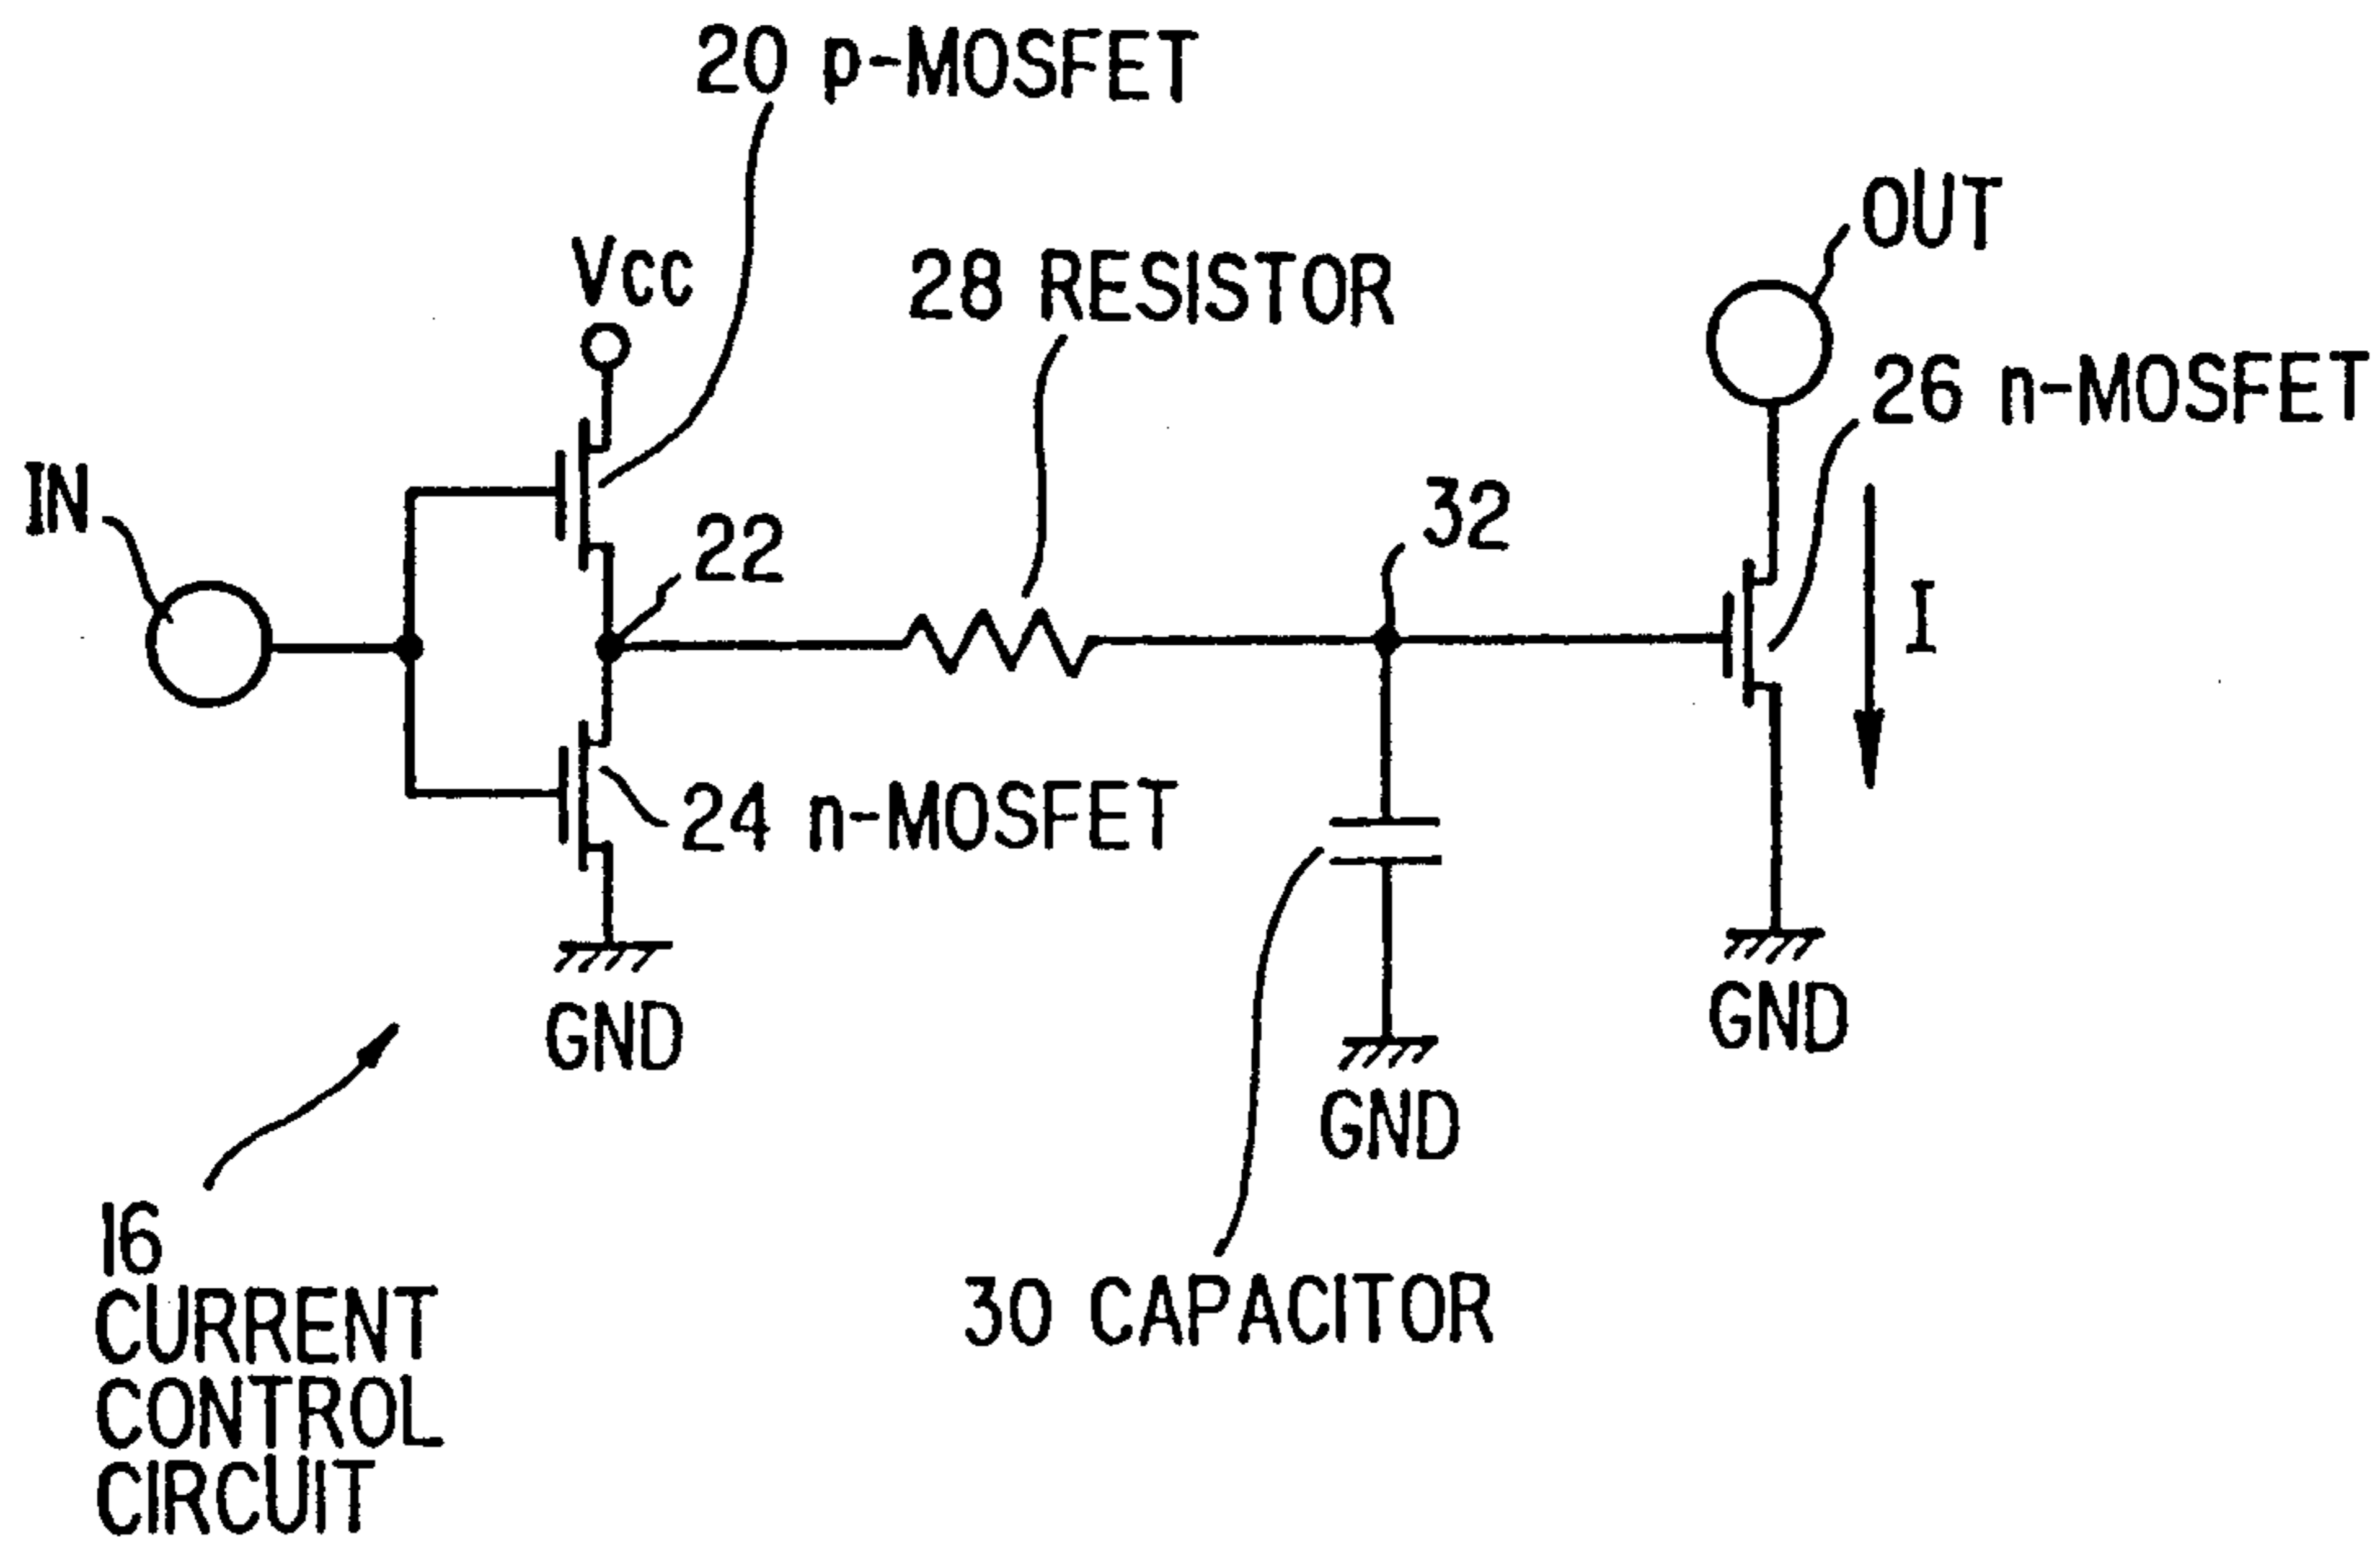 20 p-MOSFET
OUT
Vcc
28 RESISTOR
26 n-MOSFET
IN
32
22
I
24 n-MOSFET
GND
GND
GND
16
CURRENT
CONTROL
CIRCUIT
30 CAPACITOR